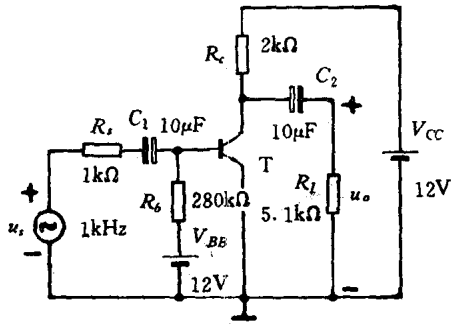 R_c 2kΩ
C_2
C_1 10μF
R_s
10μF
V_CC
T
1kΩ
R_b 280kΩ
R_l
u_o
12V
+
5.1kΩ
u_s 1kHz
V_BB
12V
−
−
+